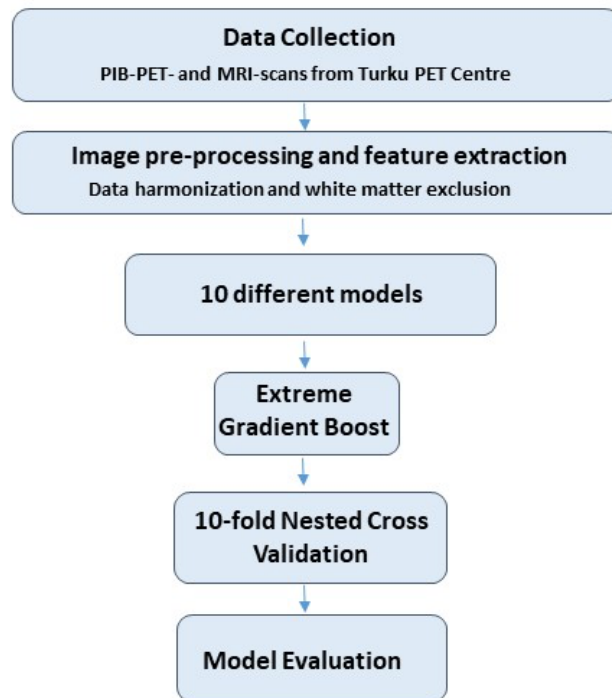 Data Collection
PIB-PET- and MRI-scans from Turku PET Centre
Image pre-processing and feature extraction
Data harmonization and white matter exclusion
10 different models
Extreme
Gradient Boost
10-fold Nested Cross
Validation
Model Evaluation